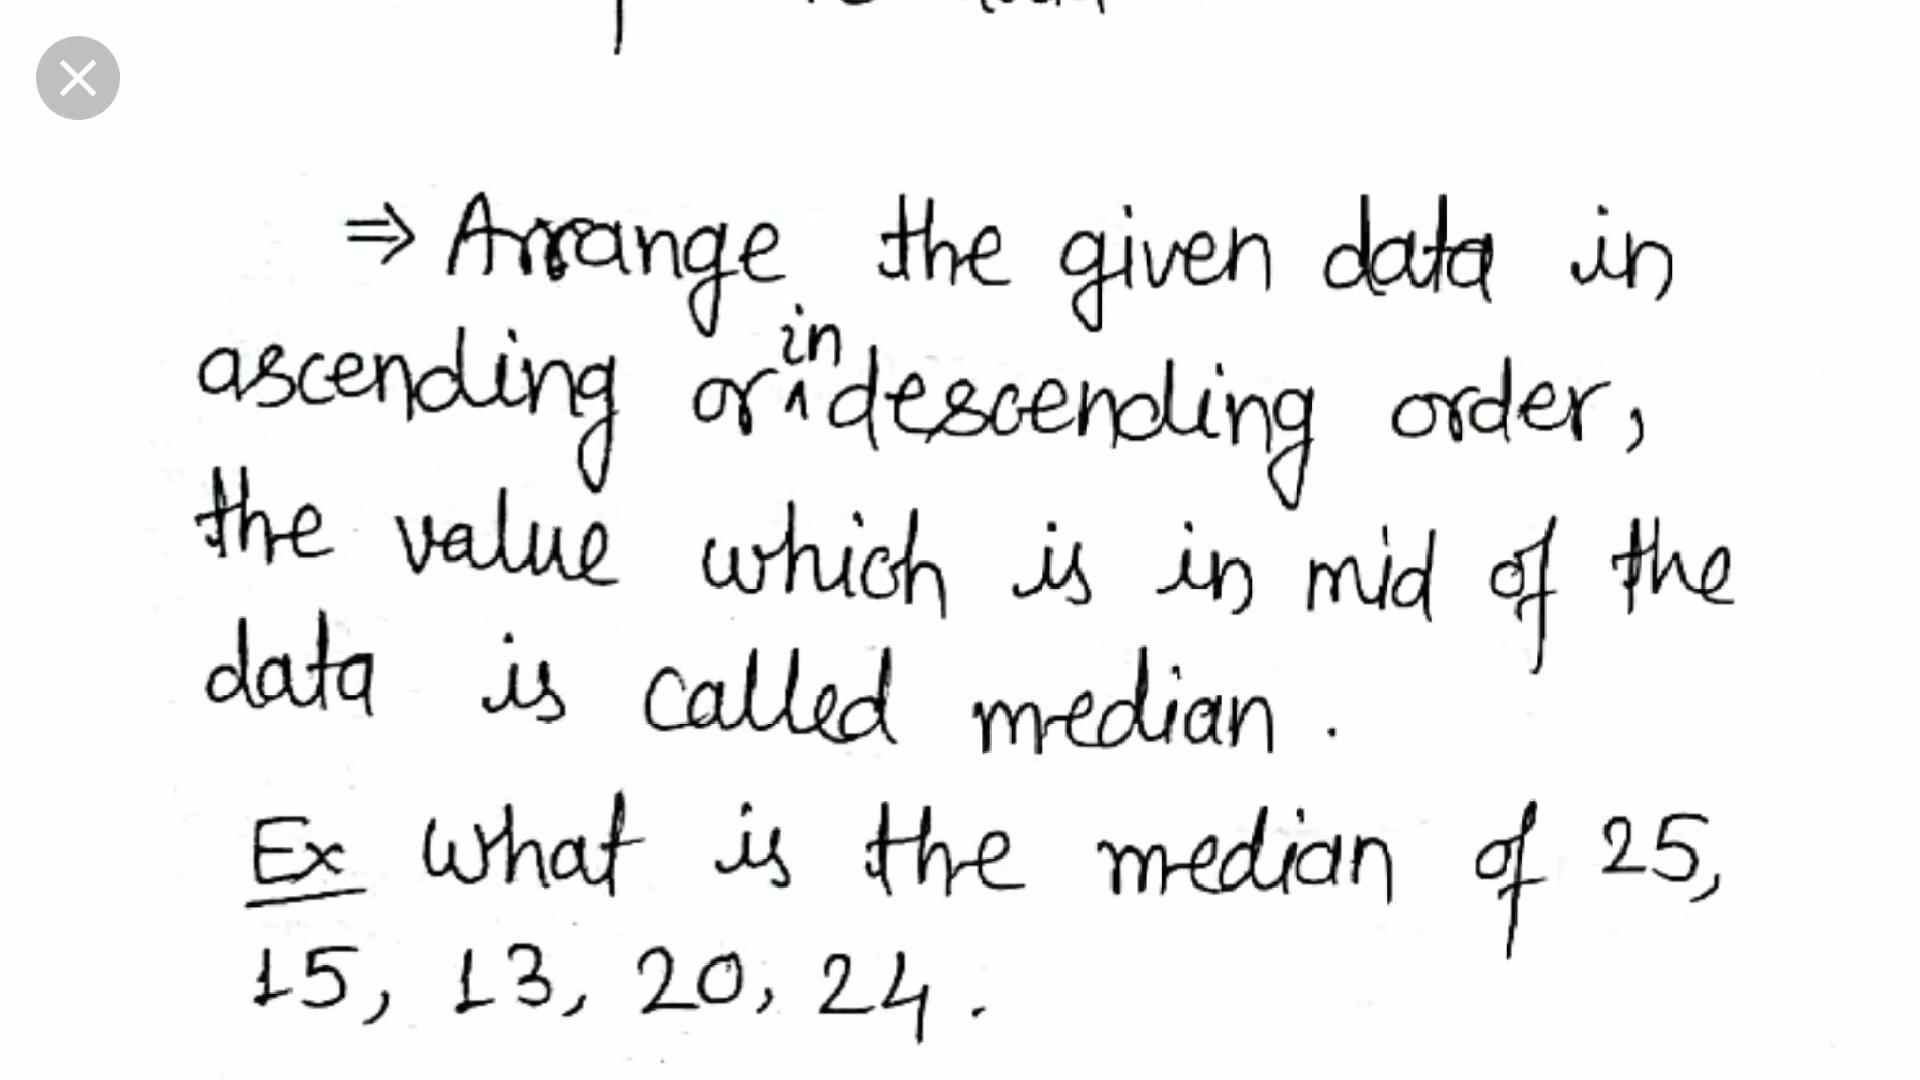 ⇒ Arrange the given data in
ascending or in descending order,
the value which is in mid of the
data is called median.
Ex What is the median of 25,
15, 13, 20, 24.